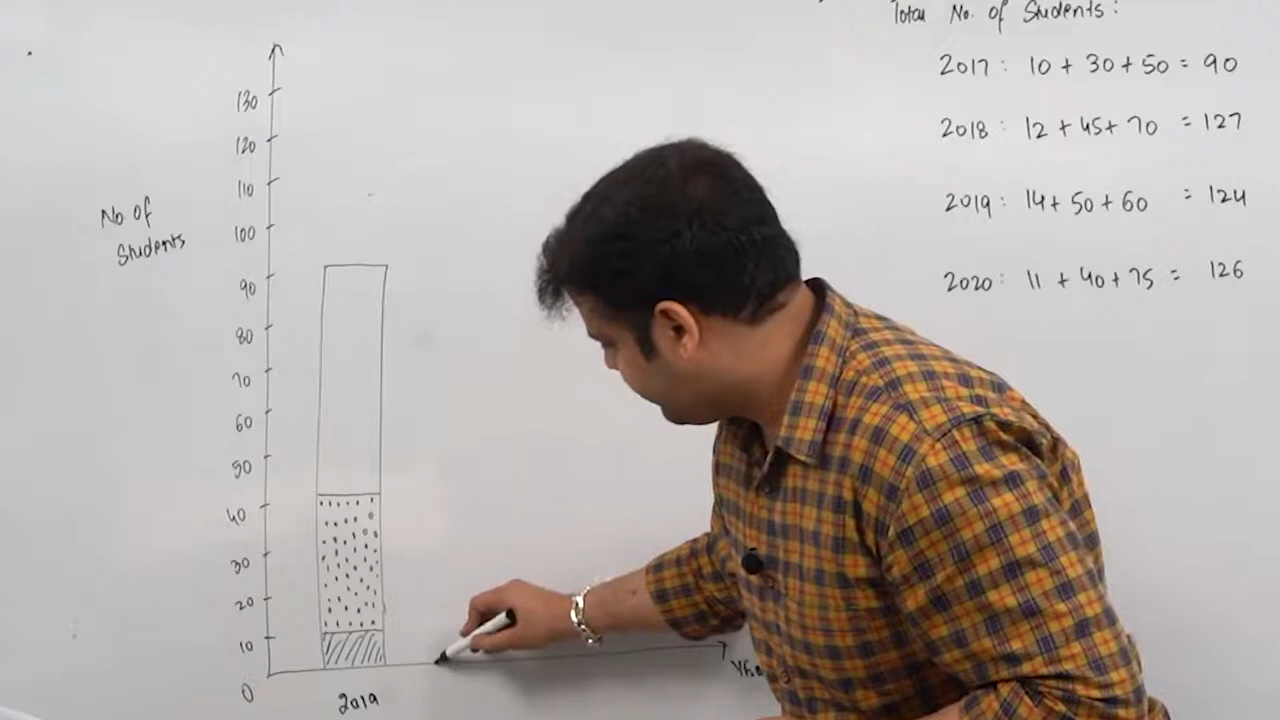 Total No. of Students :
2017 : 10 + 30 + 50 = 90
2018 : 12 + 45 + 70 = 127
2019 : 14 + 50 + 60 = 124
2020 : 11 + 40 + 75 = 126
No. of
Students
130
120
110
100
90
80
70
60
50
40
30
20
10
0
2019